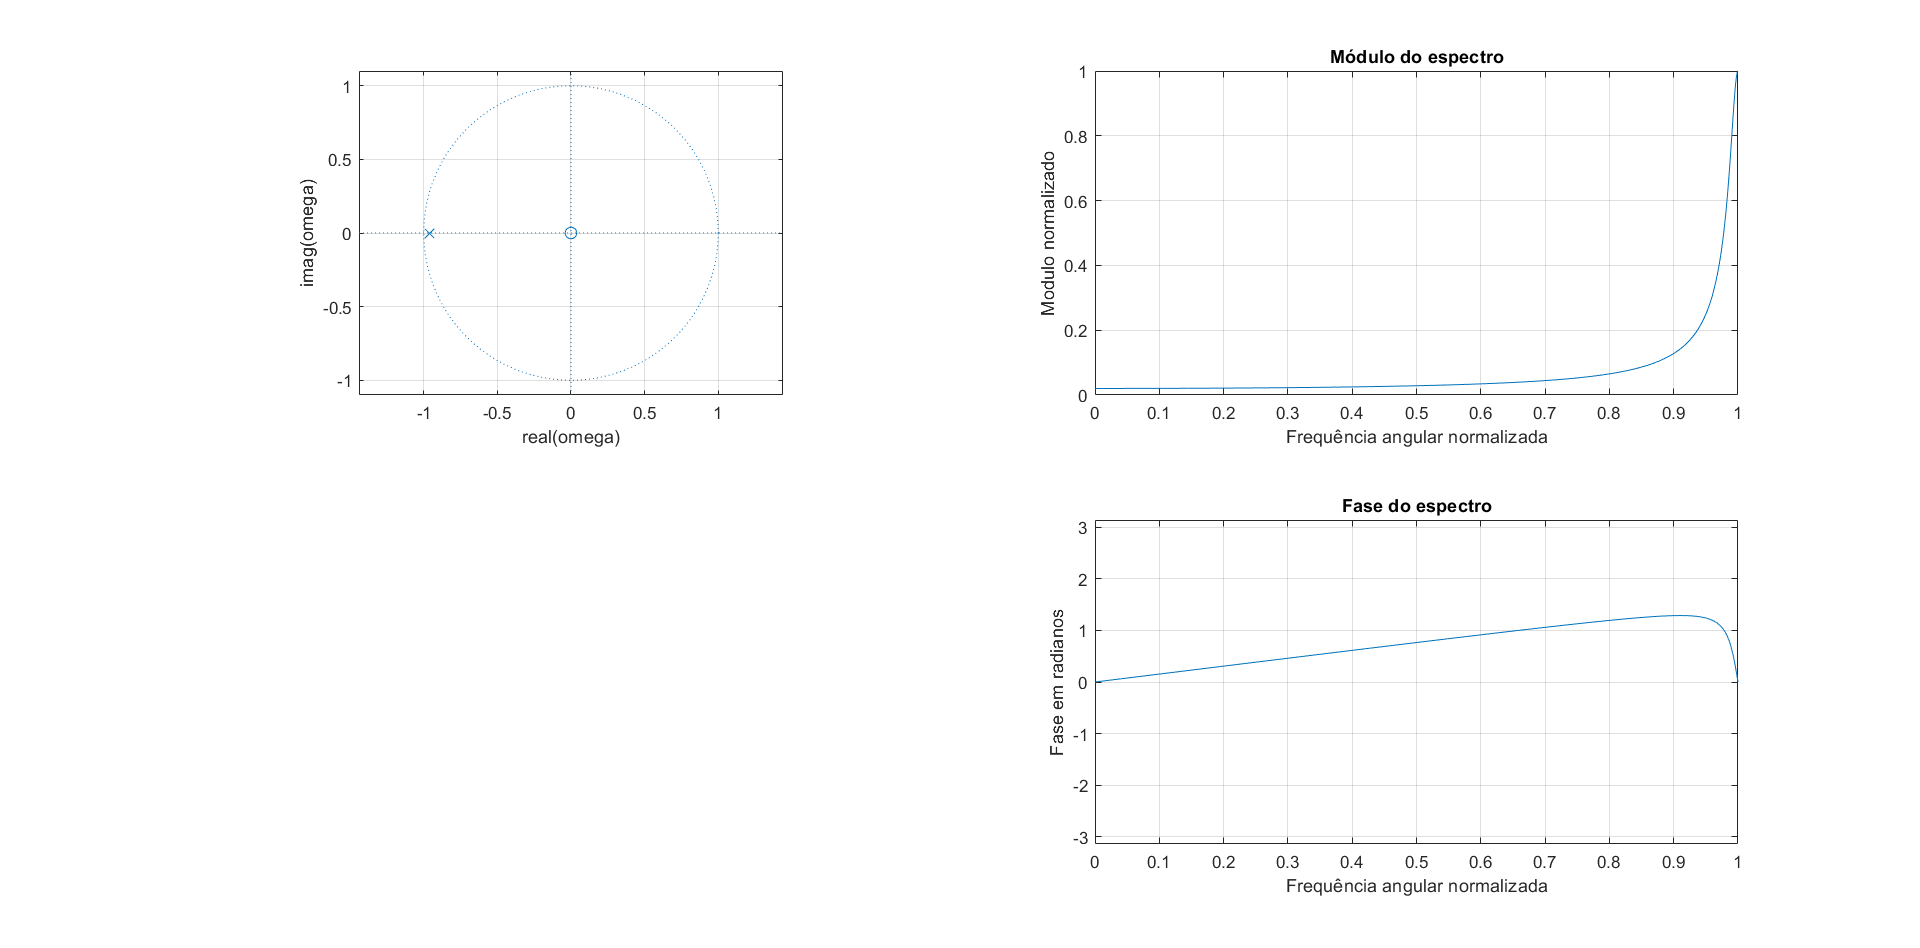 1
0.5
0
-0.5
-1
imag(omega)
-1 -0.5 0 0.5 1
real(omega)
Módulo do espectro
1
0.8
0.6
0.4
0.2
0
Modulo normalizado
0 0.1 0.2 0.3 0.4 0.5 0.6 0.7 0.8 0.9 1
Frequência angular normalizada
Fase do espectro
3
2
1
0
-1
-2
-3
Fase em radianos
0 0.1 0.2 0.3 0.4 0.5 0.6 0.7 0.8 0.9 1
Frequência angular normalizada